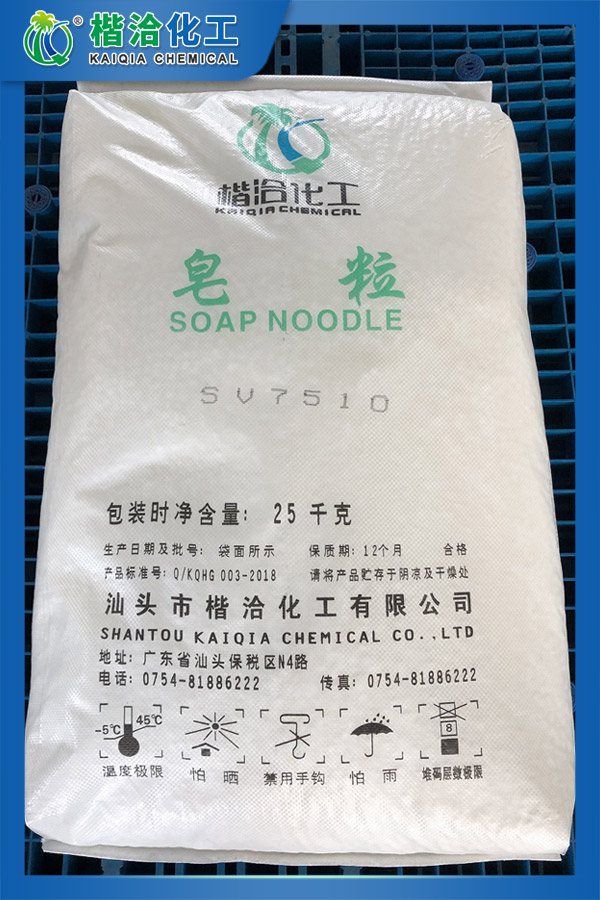 楷洽化工
®
KAIQIA CHEMICAL
楷洽化工
KAIQIA CHEMICAL
皂 粒
SOAP NOODLE
SV7510
包装时净含量: 25 千克
生产日期及批号: 袋面所示 保质期: 12个月 合格
产品标准号: Q/KQHG 003-2018 请将产品贮存于阴凉及干燥处
汕头市楷洽化工有限公司
SHANTOU KAIQIA CHEMICAL CO.,LTD
地址: 广东省汕头保税区N4路
电话: 0754-81886222 传真: 0754-81886222
-5℃ 45℃ 8
温度极限 怕 晒 禁用手钩 怕 雨 堆码层数极限